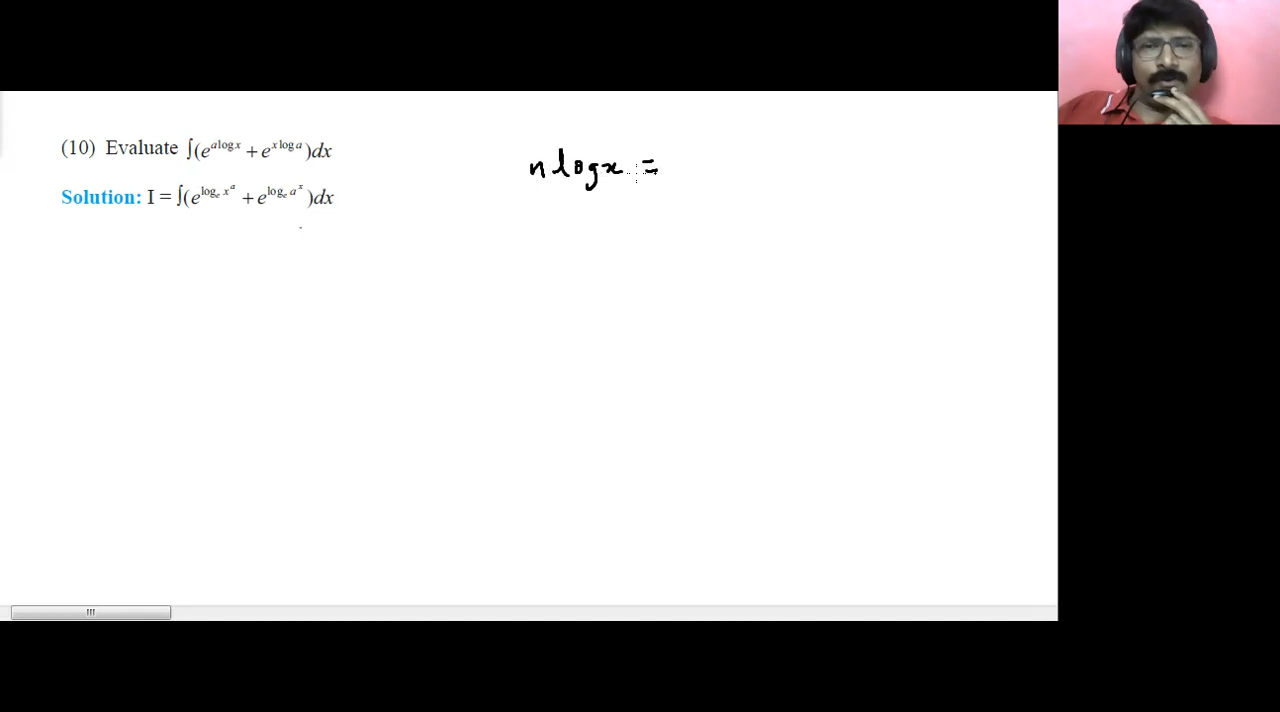 (10) Evaluate ∫(e^{a log x} + e^{x log a})dx
n log x =
Solution: I = ∫(e^{log_e x^a} + e^{log_e a^x})dx